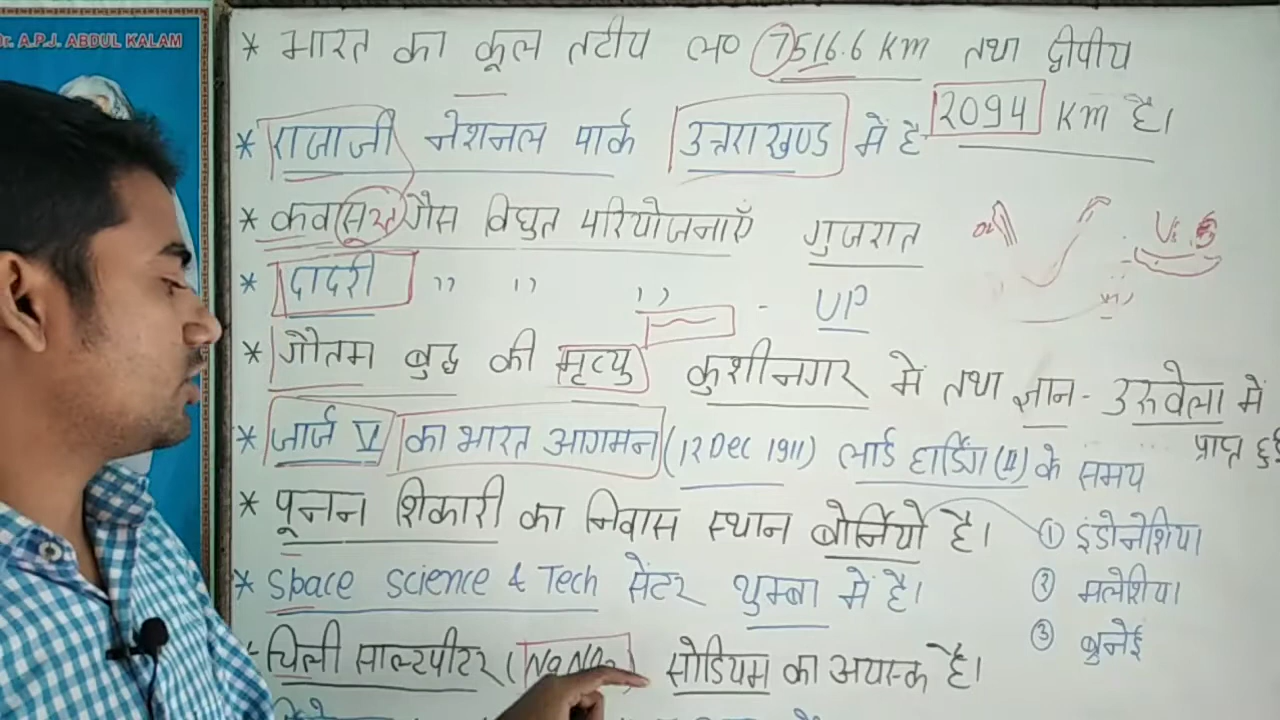 Dr. A.P.J. ABDUL KALAM
* भारत का कूल तटीय ल० 7516.6 KM तथा द्वीपीय
2094 KM है।
* राजाजी नेशनल पार्क उत्तराखण्ड में है
* कवास गैस विधुत परियोजनाएँ गुजरात
* दादरी " " " - UP
* गौतम बुद्ध की मृत्यु कुशीनगर में तथा ज्ञान - उरुवेला में
प्राप्त हुई
* जार्ज V का भारत आगमन (12 Dec 1911) लार्ड हार्डिंग (II) के समय
* पूनन शिकारी का निवास स्थान बोर्नियो है।
① इंडोनेशिया
② मलेशिया
③ ब्रुनेई
* Space Science & Tech सेंटर थुम्बा में है।
* चिली साल्टपीटर (NaNO3) सोडियम का अयस्क है।